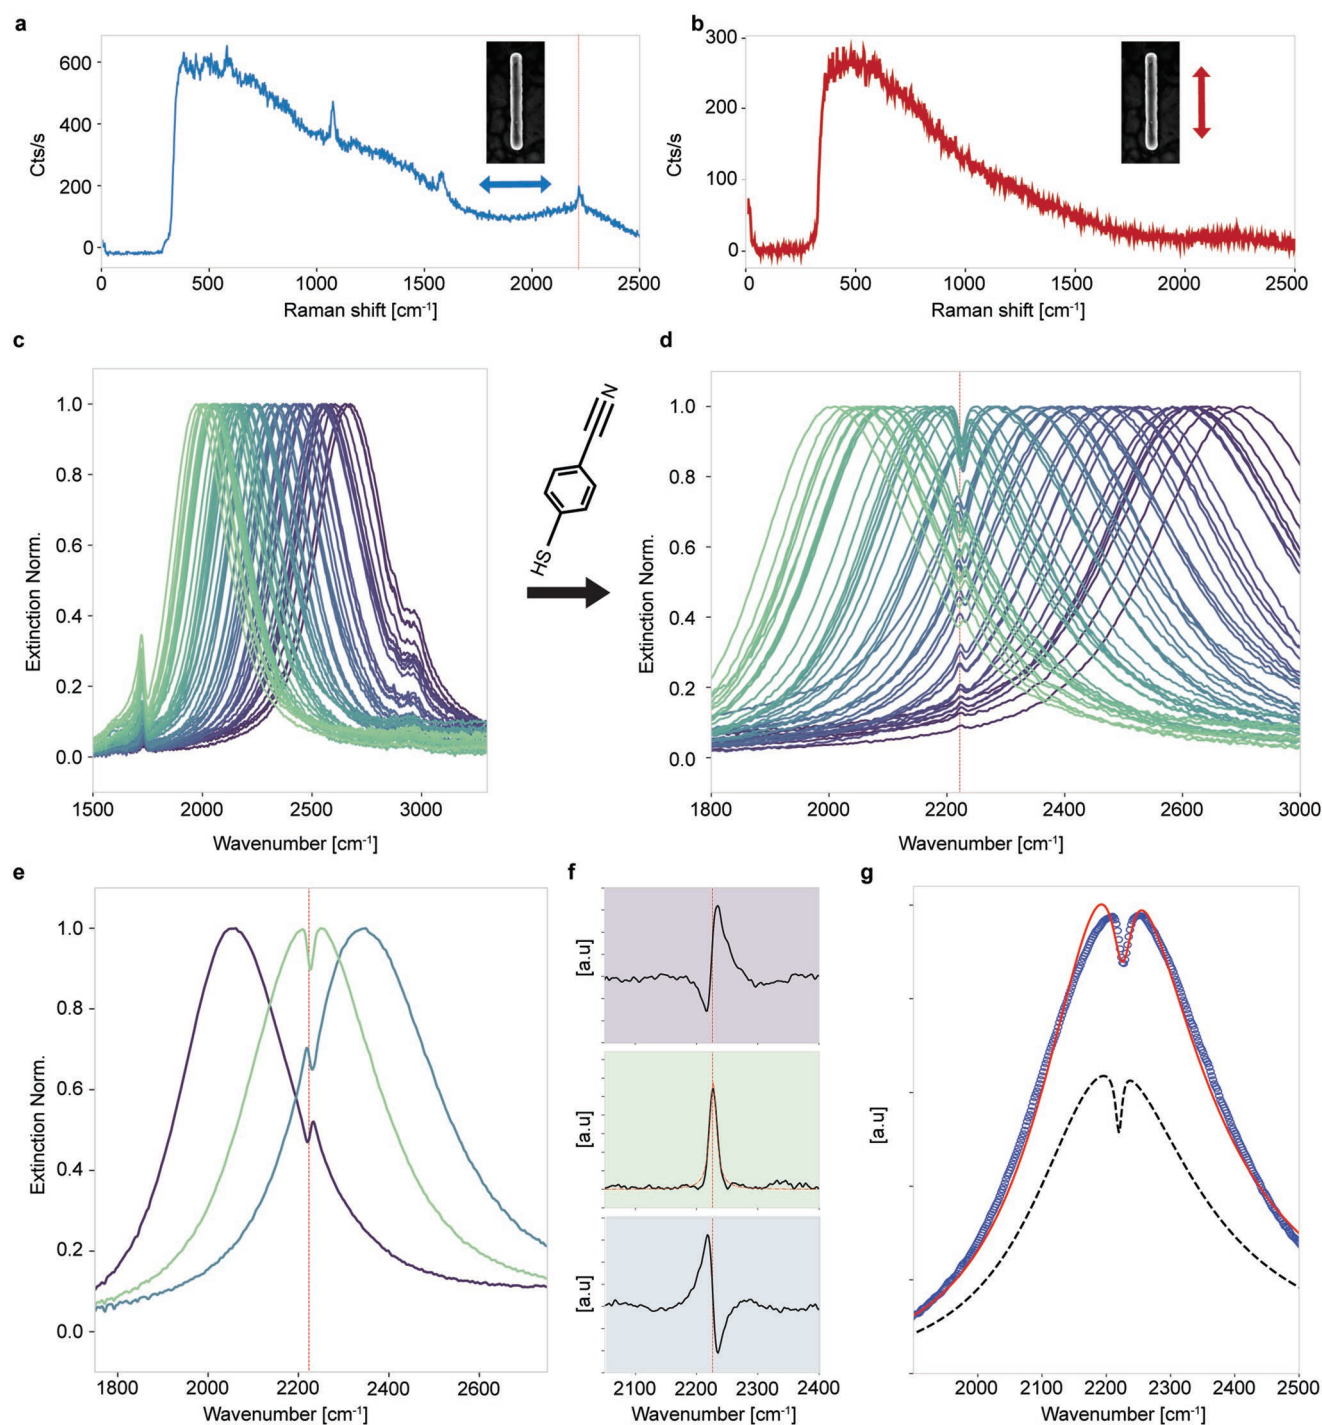 a
600
400
200
0
Cts/s
0 500 1000 1500 2000 2500
Raman shift [cm⁻¹]
b
300
200
100
0
Cts/s
0 500 1000 1500 2000 2500
Raman shift [cm⁻¹]
c
1.0
0.8
0.6
0.4
0.2
0.0
Extinction Norm.
1500 2000 2500 3000
Wavenumber [cm⁻¹]
N
HS
d
1.0
0.8
0.6
0.4
0.2
0.0
Extinction Norm.
1800 2000 2200 2400 2600 3000
Wavenumber [cm⁻¹]
e
1.0
0.8
0.6
0.4
0.2
0.0
Extinction Norm.
1800 2000 2200 2400 2600
Wavenumber [cm⁻¹]
f
[a.u]
[a.u]
[a.u]
2100 2200 2300 2400
Wavenumber [cm⁻¹]
g
[a.u]
2000 2100 2200 2300 2400 2500
Wavenumber [cm⁻¹]